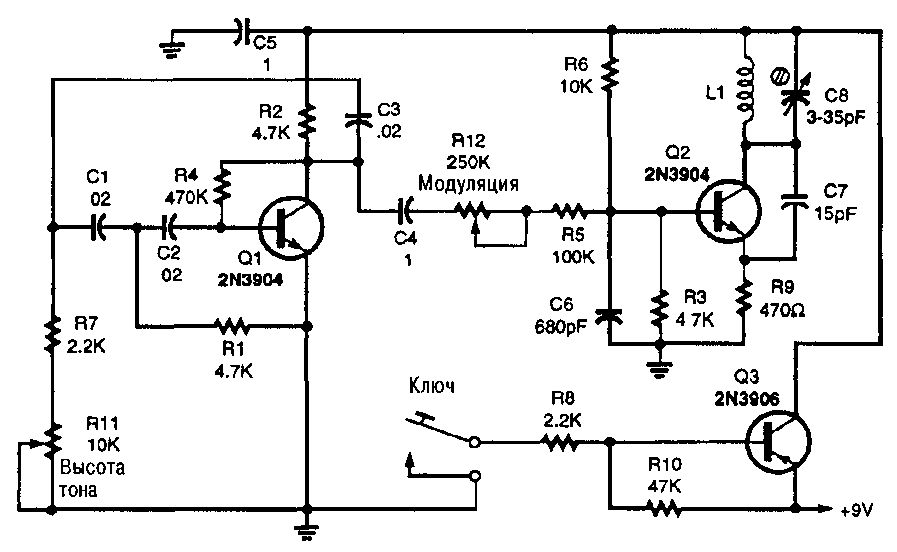 C5
1
R6
10K
L1
C8
3-35pF
R2
4.7K
C3
.02
R12
250K
Модуляция
Q2
2N3904
C1
02
R4
470K
C7
15pF
C2
02
Q1
2N3904
C4
1
R5
100K
R9
470Ω
C6
680pF
R3
4 7K
R7
2.2K
R1
4.7K
Q3
2N3906
Ключ
R8
2.2K
R11
10K
Высота
тона
R10
47K
+9V